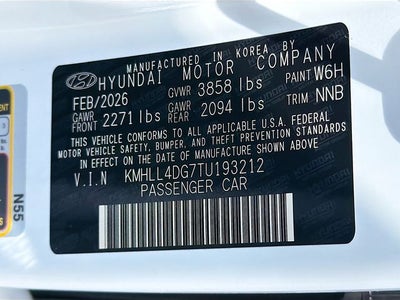 MANUFACTURED IN KOREA BY
HYUNDAI MOTOR COMPANY
FEB/2026 GVWR 3858 lbs PAINT W6H
GAWR FRONT 2271 lbs GAWR REAR 2094 lbs TRIM NNB
THIS VEHICLE CONFORMS TO ALL APPLICABLE U.S.A. FEDERAL
MOTOR VEHICLE SAFETY, BUMPER, AND THEFT PREVENTION STANDARDS
IN EFFECT ON THE DATE OF MANUFACTURE SHOWN ABOVE.
V.I.N KMHLL4DG7TU193212
PASSENGER CAR
N55